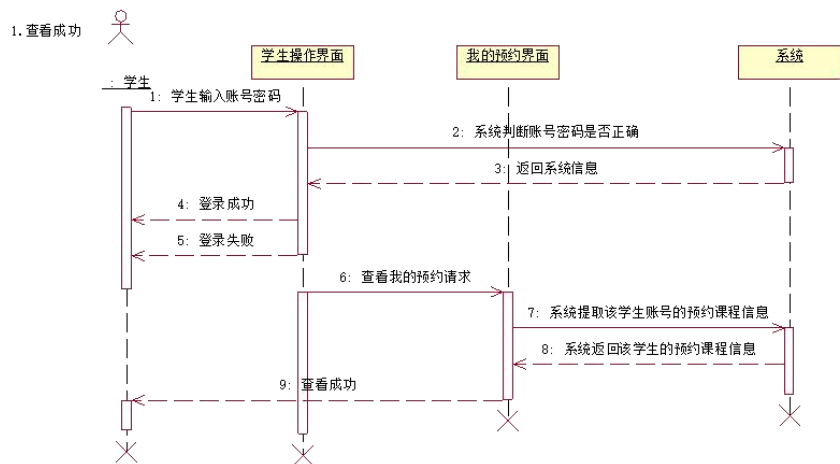 1.查看成功
学生操作界面
我的预约界面
系统
: 学生
1: 学生输入账号密码
2: 系统判断账号密码是否正确
3: 返回系统信息
4: 登录成功
5: 登录失败
6: 查看我的预约请求
7: 系统提取该学生账号的预约课程信息
8: 系统返回该学生的预约课程信息
9: 查看成功